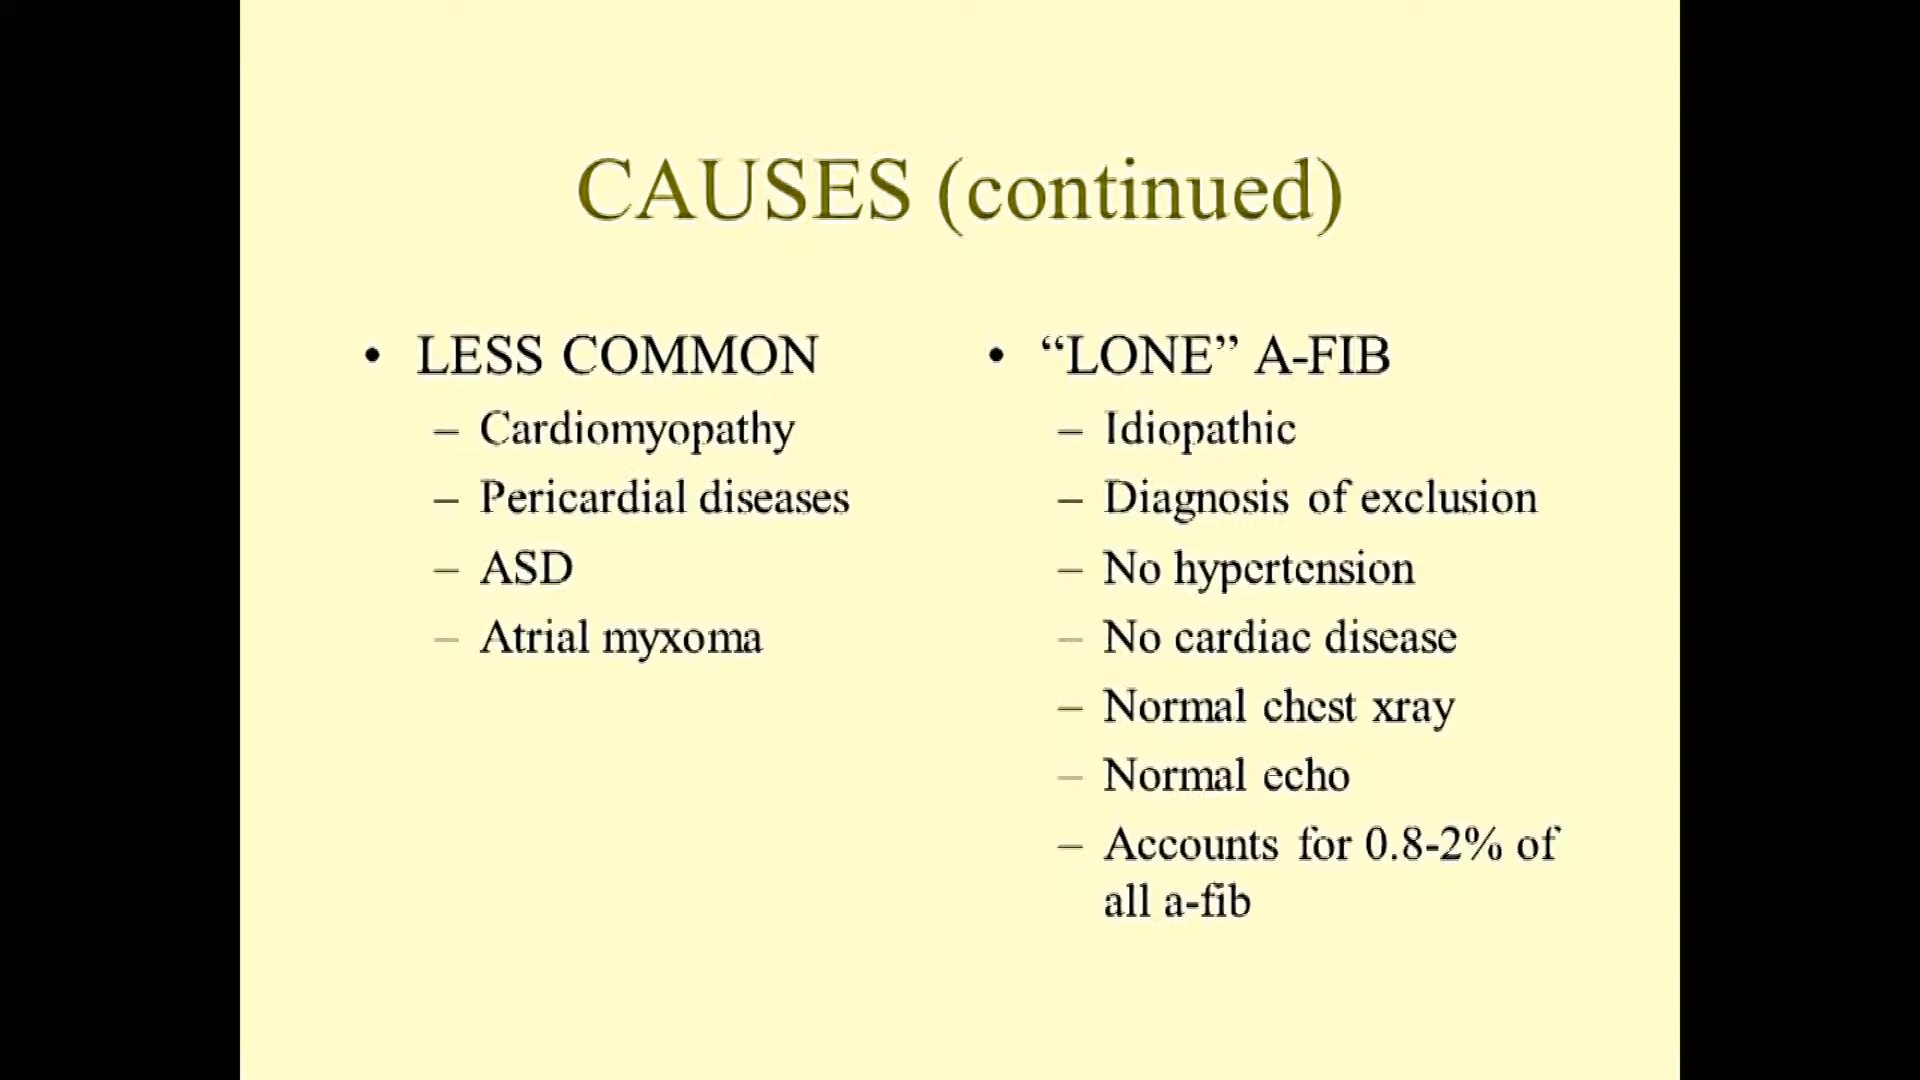 CAUSES (continued)
• LESS COMMON
– Cardiomyopathy
– Pericardial diseases
– ASD
– Atrial myxoma
• “LONE” A-FIB
– Idiopathic
– Diagnosis of exclusion
– No hypertension
– No cardiac disease
– Normal chest xray
– Normal echo
– Accounts for 0.8-2% of
all a-fib